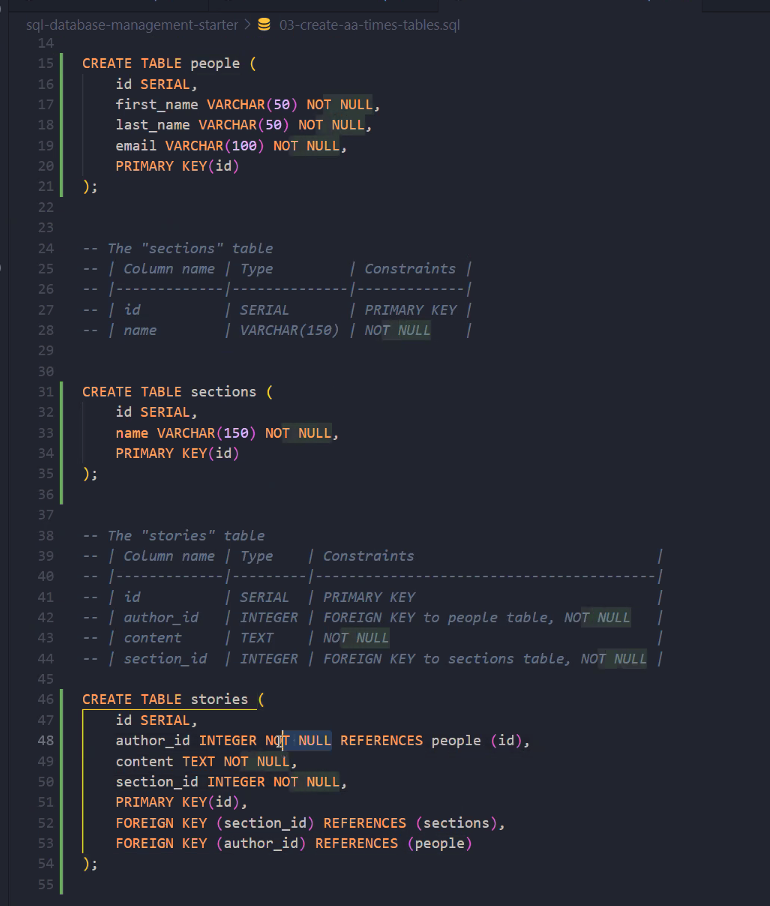 sql-database-management-starter > 03-create-aa-times-tables.sql
14
15 CREATE TABLE people (
16     id SERIAL,
17     first_name VARCHAR(50) NOT NULL,
18     last_name VARCHAR(50) NOT NULL,
19     email VARCHAR(100) NOT NULL,
20     PRIMARY KEY(id)
21 );
22
23
24 -- The "sections" table
25 -- | Column name | Type         | Constraints |
26 -- |-------------|--------------|-------------|
27 -- | id          | SERIAL       | PRIMARY KEY |
28 -- | name        | VARCHAR(150) | NOT NULL    |
29
30
31 CREATE TABLE sections (
32     id SERIAL,
33     name VARCHAR(150) NOT NULL,
34     PRIMARY KEY(id)
35 );
36
37
38 -- The "stories" table
39 -- | Column name | Type    | Constraints                             |
40 -- |-------------|---------|-----------------------------------------|
41 -- | id          | SERIAL  | PRIMARY KEY                             |
42 -- | author_id   | INTEGER | FOREIGN KEY to people table, NOT NULL   |
43 -- | content     | TEXT    | NOT NULL                                |
44 -- | section_id  | INTEGER | FOREIGN KEY to sections table, NOT NULL |
45
46 CREATE TABLE stories (
47     id SERIAL,
48     author_id INTEGER NOT NULL REFERENCES people (id),
49     content TEXT NOT NULL,
50     section_id INTEGER NOT NULL,
51     PRIMARY KEY(id),
52     FOREIGN KEY (section_id) REFERENCES (sections),
53     FOREIGN KEY (author_id) REFERENCES (people)
54 );
55